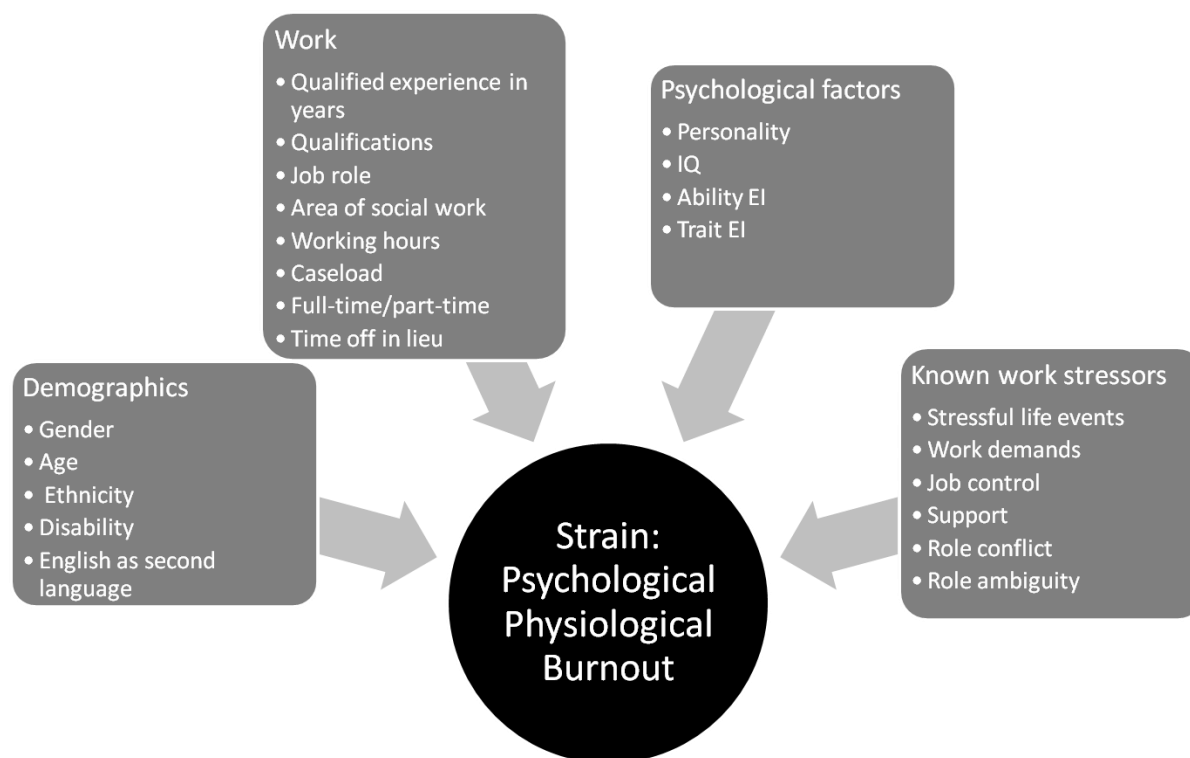 Work
• Qualified experience in
years
• Qualifications
• Job role
• Area of social work
• Working hours
• Caseload
• Full-time/part-time
• Time off in lieu
Psychological factors
• Personality
• IQ
• Ability EI
• Trait EI
Demographics
• Gender
• Age
• Ethnicity
• Disability
• English as second
language
Known work stressors
• Stressful life events
• Work demands
• Job control
• Support
• Role conflict
• Role ambiguity
Strain:
Psychological
Physiological
Burnout